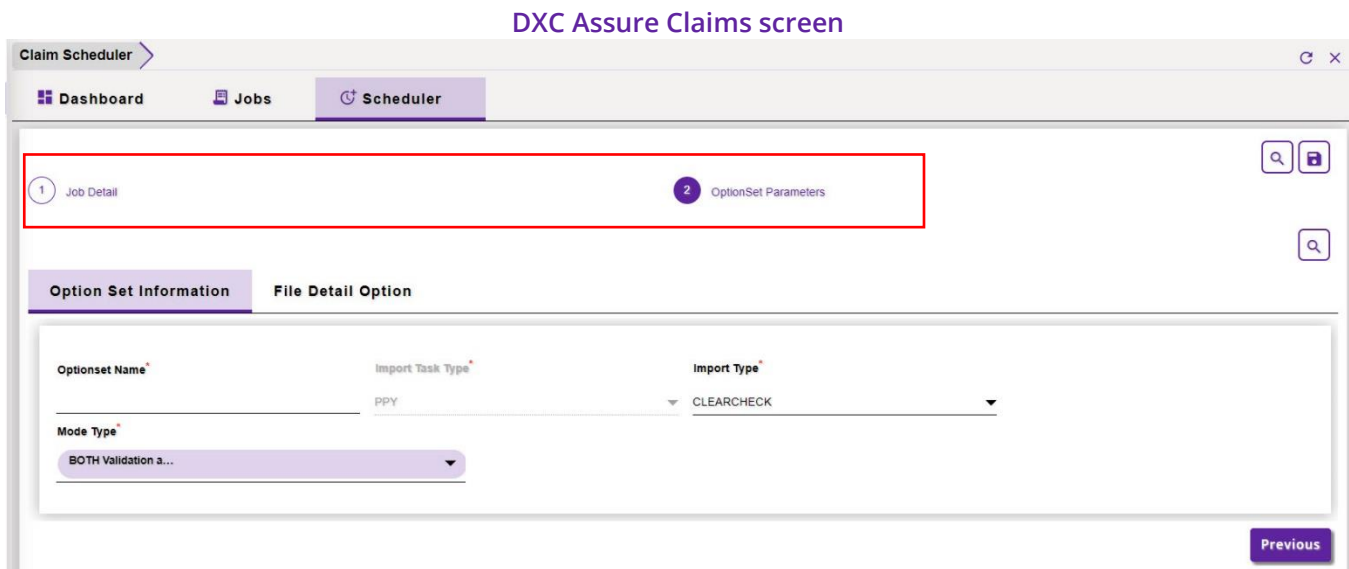 DXC Assure Claims screen
Claim Scheduler
Dashboard Jobs Scheduler
1 Job Detail 2 OptionSet Parameters
Option Set Information File Detail Option
Optionset Name* Import Task Type* Import Type*
PPY CLEARCHECK
Mode Type*
BOTH Validation a...
Previous